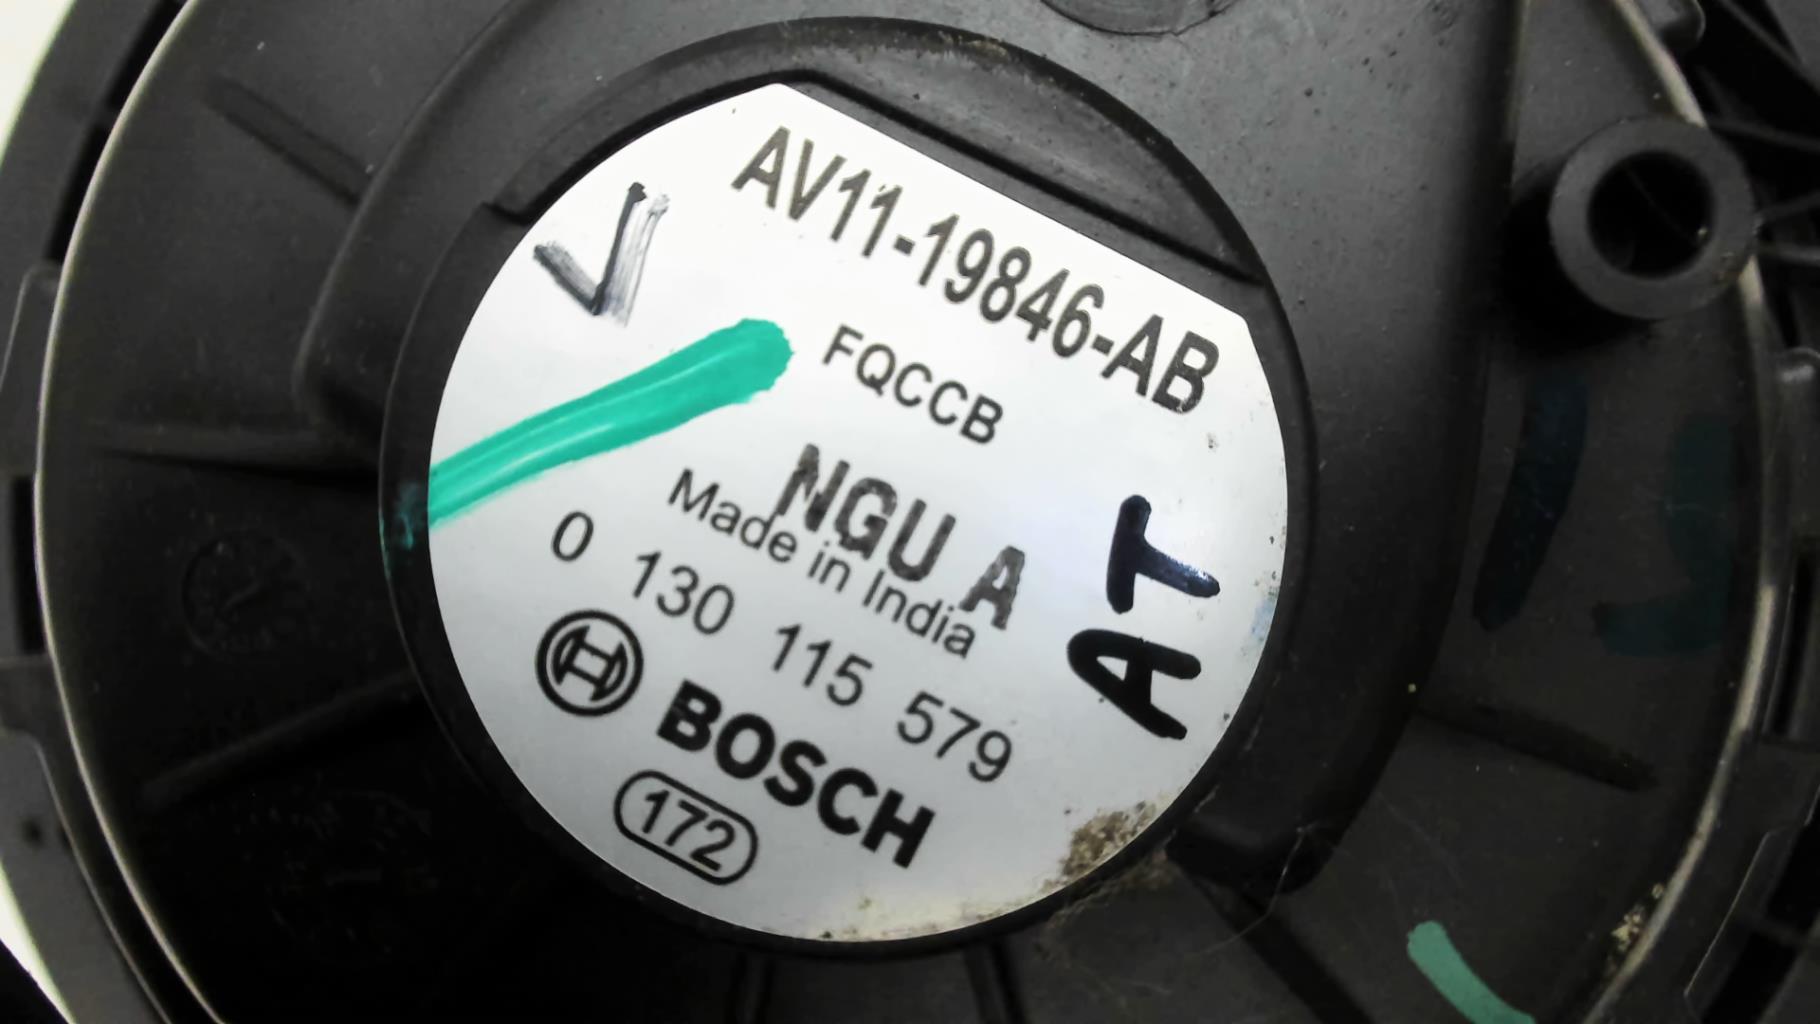 AV11-19846-AB
FQCCB
NGU A
Made in India
0 130 115 579
BOSCH
172
V
AT